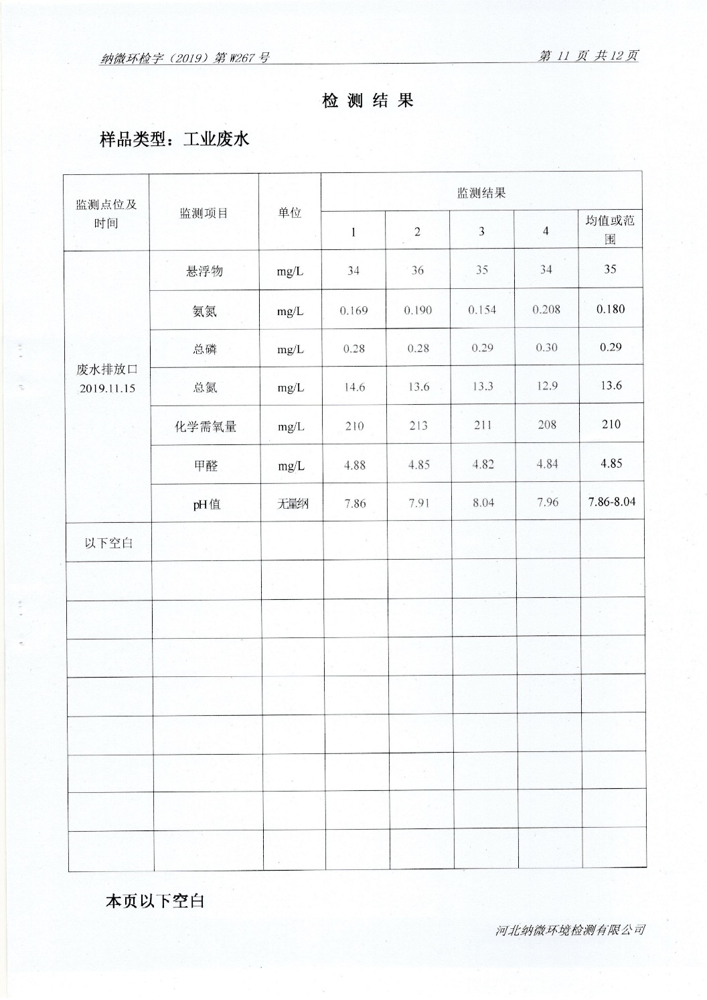 纳微环检字（2019）第 W267 号 第 11 页 共 12 页
检 测 结 果
样品类型：工业废水
监测点位及时间 监测项目 单位 监测结果
1 2 3 4 均值或范围
废水排放口 2019.11.15
悬浮物 mg/L 34 36 35 34 35
氨氮 mg/L 0.169 0.190 0.154 0.208 0.180
总磷 mg/L 0.28 0.28 0.29 0.30 0.29
总氮 mg/L 14.6 13.6 13.3 12.9 13.6
化学需氧量 mg/L 210 213 211 208 210
甲醛 mg/L 4.88 4.85 4.82 4.84 4.85
pH值 无量纲 7.86 7.91 8.04 7.96 7.86-8.04
以下空白
本页以下空白
河北纳微环境检测有限公司